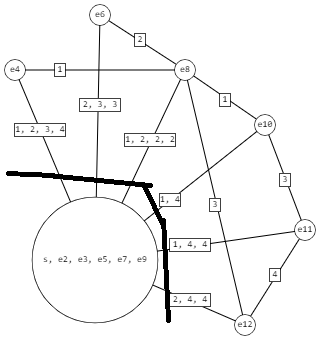 e6
2
e4
1
e8
2, 3, 3
1
1, 2, 3, 4
1, 2, 2, 2
e10
3
1, 4
3
1, 4, 4
e11
s, e2, e3, e5, e7, e9
4
2, 4, 4
e12